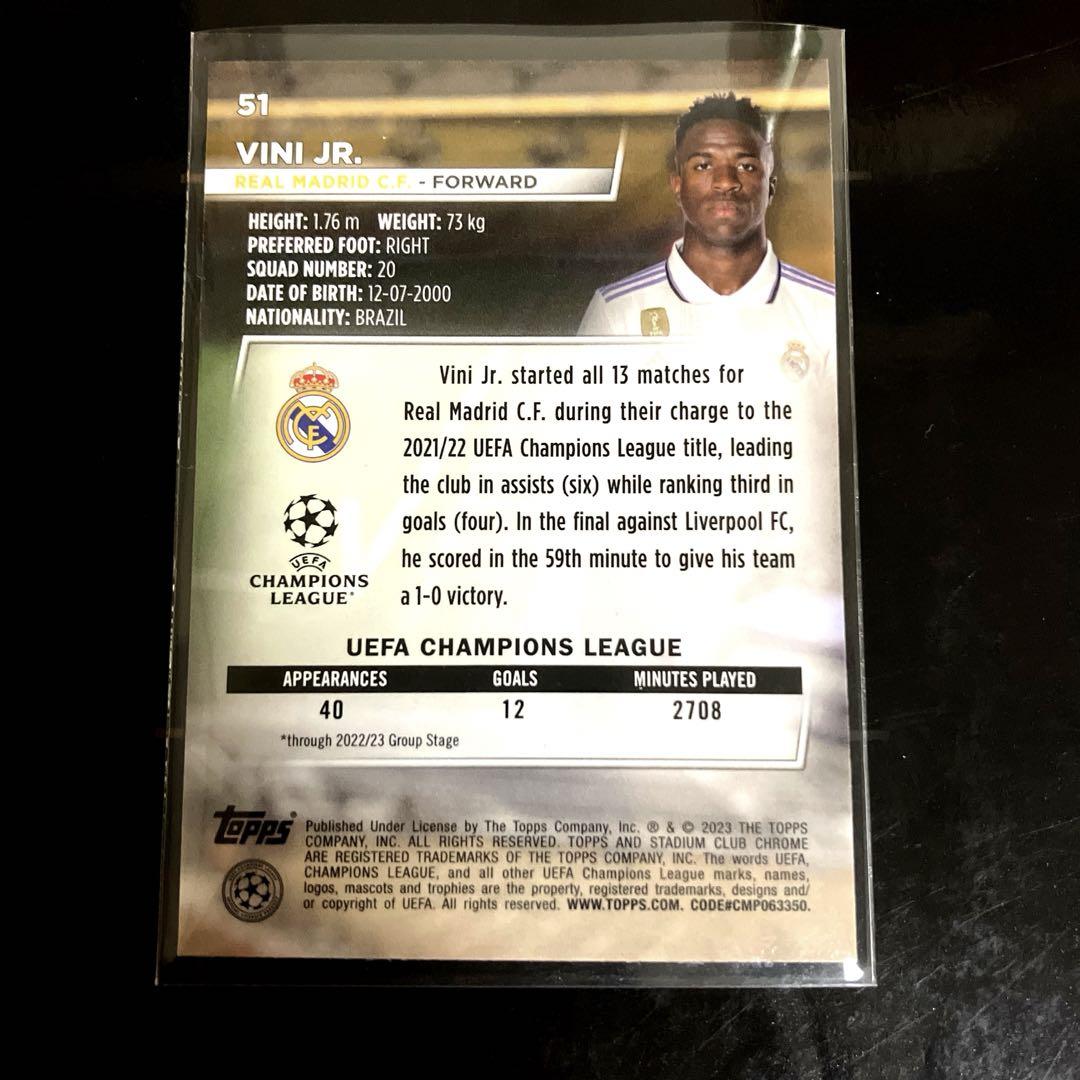 51
VINI JR.
REAL MADRID C.F. - FORWARD
HEIGHT: 1.76 m WEIGHT: 73 kg
PREFERRED FOOT: RIGHT
SQUAD NUMBER: 20
DATE OF BIRTH: 12-07-2000
NATIONALITY: BRAZIL
Vini Jr. started all 13 matches for
Real Madrid C.F. during their charge to the
2021/22 UEFA Champions League title, leading
the club in assists (six) while ranking third in
goals (four). In the final against Liverpool FC,
he scored in the 59th minute to give his team
a 1-0 victory.
UEFA
CHAMPIONS
LEAGUE®
UEFA CHAMPIONS LEAGUE
APPEARANCES GOALS MINUTES PLAYED
40 12 2708
*through 2022/23 Group Stage
topps®
Published Under License by The Topps Company, Inc. ® & © 2023 THE TOPPS
COMPANY, INC. ALL RIGHTS RESERVED. TOPPS AND STADIUM CLUB CHROME
ARE REGISTERED TRADEMARKS OF THE TOPPS COMPANY, INC. The words UEFA,
CHAMPIONS LEAGUE, and all other UEFA Champions League marks, names,
logos, mascots and trophies are the property, registered trademarks, designs and/
or copyright of UEFA. All rights reserved. WWW.TOPPS.COM. CODE#CMP063350.